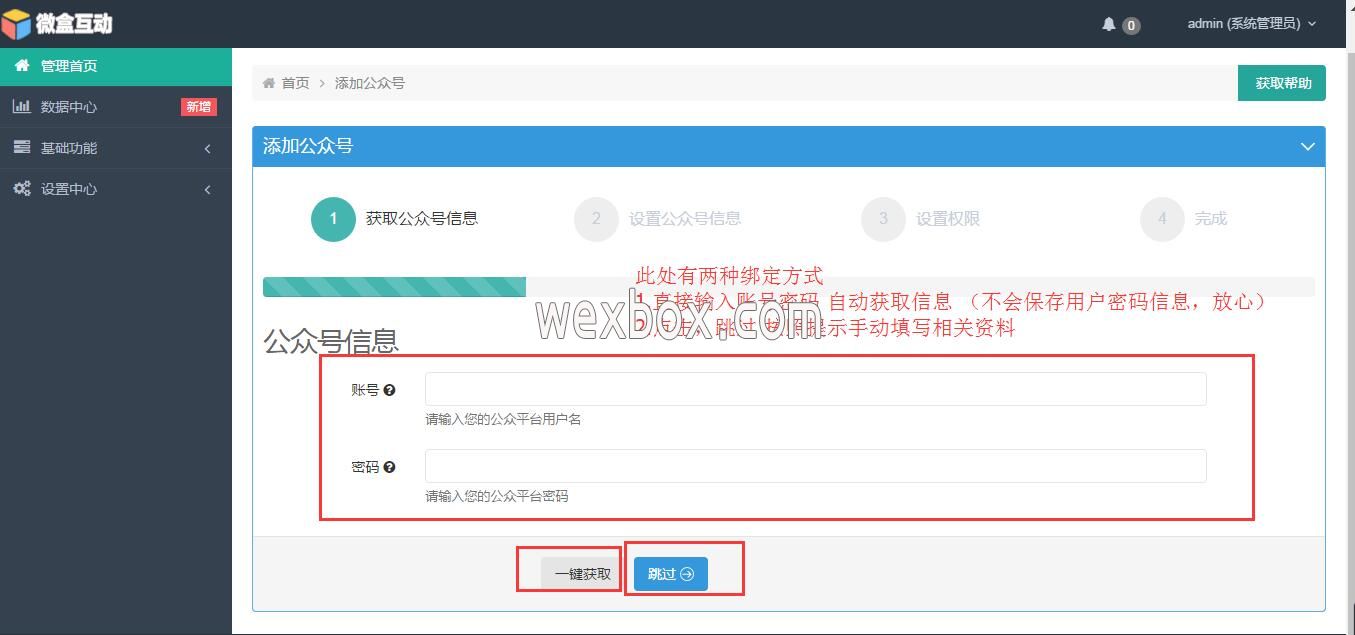 微盒互动
0
admin (系统管理员)
管理首页
数据中心
新增
基础功能
设置中心
首页 > 添加公众号
获取帮助
添加公众号
1 获取公众号信息
2 设置公众号信息
3 设置权限
4 完成
此处有两种绑定方式
1.直接输入账号密码 自动获取信息 （不会保存用户密码信息，放心）
跳过 提示手动填写相关资料
wexbox.com
公众号信息
账号
请输入您的公众平台用户名
密码
请输入您的公众平台密码
一键获取
跳过